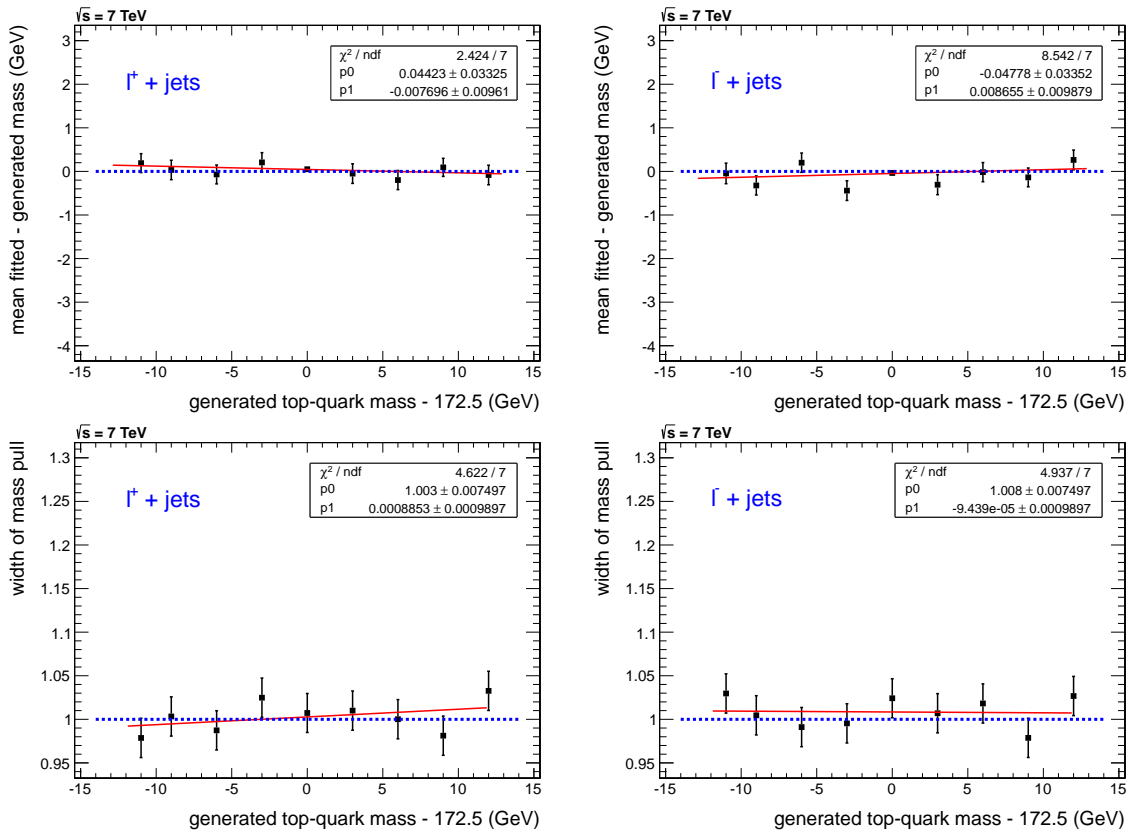 √s = 7 TeV
mean fitted - generated mass (GeV)
3
2
1
0
-1
-2
-3
-4
l+ + jets
χ² / ndf 2.424 / 7
p0 0.04423 ± 0.03325
p1 -0.007696 ± 0.00961
-15 -10 -5 0 5 10 15
generated top-quark mass - 172.5 (GeV)
√s = 7 TeV
mean fitted - generated mass (GeV)
3
2
1
0
-1
-2
-3
-4
l- + jets
χ² / ndf 8.542 / 7
p0 -0.04778 ± 0.03352
p1 0.008655 ± 0.009879
-15 -10 -5 0 5 10 15
generated top-quark mass - 172.5 (GeV)
√s = 7 TeV
width of mass pull
1.3
1.25
1.2
1.15
1.1
1.05
1
0.95
l+ + jets
χ² / ndf 4.622 / 7
p0 1.003 ± 0.007497
p1 0.0008853 ± 0.0009897
-15 -10 -5 0 5 10 15
generated top-quark mass - 172.5 (GeV)
√s = 7 TeV
width of mass pull
1.3
1.25
1.2
1.15
1.1
1.05
1
0.95
l- + jets
χ² / ndf 4.937 / 7
p0 1.008 ± 0.007497
p1 -9.439e-05 ± 0.0009897
-15 -10 -5 0 5 10 15
generated top-quark mass - 172.5 (GeV)